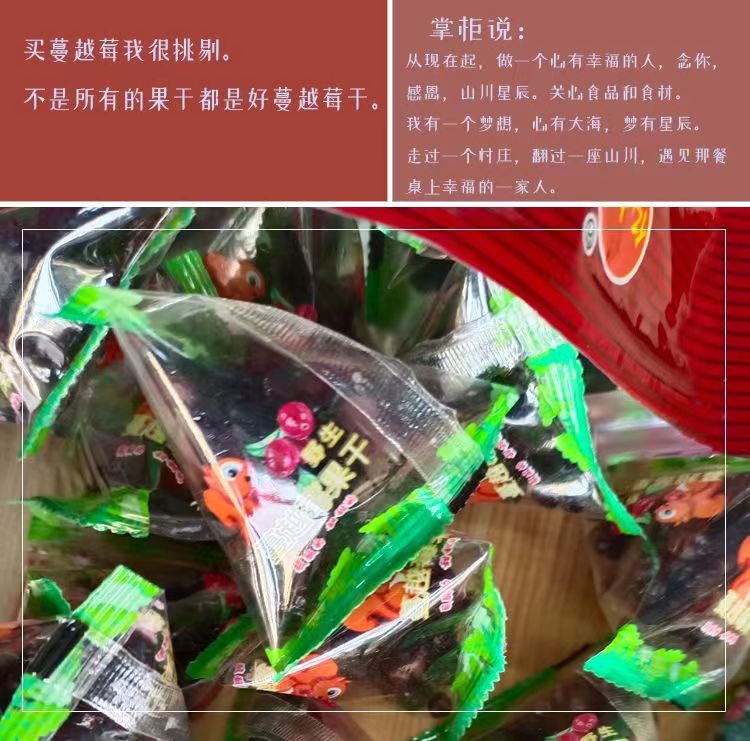 买蔓越莓我很挑剔。
不是所有的果干都是好蔓越莓干。
掌柜说：
从现在起，做一个心有幸福的人，念你，
感恩，山川星辰。关心食品和食材。
我有一个梦想，心有大海，梦有星辰。
走过一个村庄，翻过一座山川，遇见那餐
桌上幸福的一家人。
野生
果干